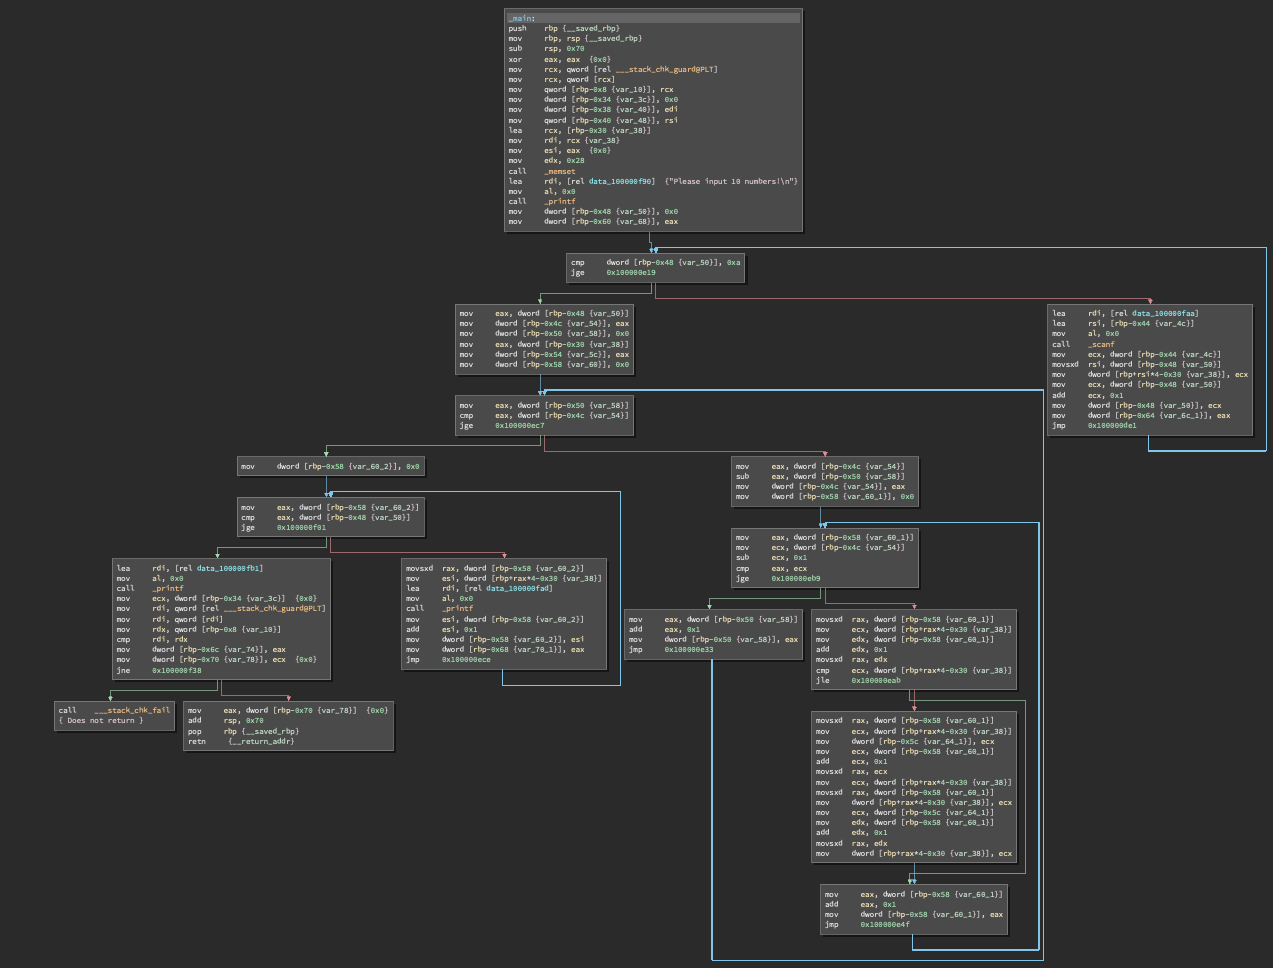 _main:
push rbp {__saved_rbp}
mov rbp, rsp {__saved_rbp}
sub rsp, 0x70
xor eax, eax {0x0}
mov rcx, qword [rel ___stack_chk_guard@PLT]
mov rcx, qword [rcx]
mov qword [rbp-0x8 {var_10}], rcx
mov dword [rbp-0x34 {var_3c}], 0x0
mov dword [rbp-0x38 {var_40}], edi
mov qword [rbp-0x40 {var_48}], rsi
lea rcx, [rbp-0x30 {var_38}]
mov rdi, rcx {var_38}
mov esi, eax {0x0}
mov edx, 0x28
call _memset
lea rdi, [rel data_100000f90] {"Please input 10 numbers!\n"}
mov al, 0x0
call _printf
mov dword [rbp-0x48 {var_50}], 0x0
mov dword [rbp-0x60 {var_68}], eax
cmp dword [rbp-0x48 {var_50}], 0xa
jge 0x100000e19
mov eax, dword [rbp-0x48 {var_50}]
mov dword [rbp-0x4c {var_54}], eax
mov dword [rbp-0x50 {var_58}], 0x0
mov eax, dword [rbp-0x30 {var_38}]
mov dword [rbp-0x54 {var_5c}], eax
mov dword [rbp-0x58 {var_60}], 0x0
lea rdi, [rel data_100000faa]
lea rsi, [rbp-0x44 {var_4c}]
mov al, 0x0
call _scanf
mov ecx, dword [rbp-0x44 {var_4c}]
movsxd rsi, dword [rbp-0x48 {var_50}]
mov dword [rbp+rsi*4-0x30 {var_38}], ecx
mov ecx, dword [rbp-0x48 {var_50}]
add ecx, 0x1
mov dword [rbp-0x48 {var_50}], ecx
mov dword [rbp-0x64 {var_6c_1}], eax
jmp 0x100000de1
mov eax, dword [rbp-0x50 {var_58}]
cmp eax, dword [rbp-0x4c {var_54}]
jge 0x100000ec7
mov dword [rbp-0x58 {var_60_2}], 0x0
mov eax, dword [rbp-0x4c {var_54}]
sub eax, dword [rbp-0x50 {var_58}]
mov dword [rbp-0x4c {var_54}], eax
mov dword [rbp-0x58 {var_60_1}], 0x0
mov eax, dword [rbp-0x58 {var_60_2}]
cmp eax, dword [rbp-0x48 {var_50}]
jge 0x100000f01
mov eax, dword [rbp-0x58 {var_60_1}]
mov ecx, dword [rbp-0x4c {var_54}]
sub ecx, 0x1
cmp eax, ecx
jge 0x100000eb9
lea rdi, [rel data_100000fb1]
mov al, 0x0
call _printf
mov ecx, dword [rbp-0x34 {var_3c}] {0x0}
mov rdi, qword [rel ___stack_chk_guard@PLT]
mov rdi, qword [rdi]
mov rdx, qword [rbp-0x8 {var_10}]
cmp rdi, rdx
mov dword [rbp-0x6c {var_74}], eax
mov dword [rbp-0x70 {var_78}], ecx {0x0}
jne 0x100000f38
movsxd rax, dword [rbp-0x58 {var_60_2}]
mov esi, dword [rbp+rax*4-0x30 {var_38}]
lea rdi, [rel data_100000fad]
mov al, 0x0
call _printf
mov esi, dword [rbp-0x58 {var_60_2}]
add esi, 0x1
mov dword [rbp-0x58 {var_60_2}], esi
mov dword [rbp-0x68 {var_70_1}], eax
jmp 0x100000ece
mov eax, dword [rbp-0x50 {var_58}]
add eax, 0x1
mov dword [rbp-0x50 {var_58}], eax
jmp 0x100000e33
movsxd rax, dword [rbp-0x58 {var_60_1}]
mov ecx, dword [rbp+rax*4-0x30 {var_38}]
mov edx, dword [rbp-0x58 {var_60_1}]
add edx, 0x1
movsxd rax, edx
cmp ecx, dword [rbp+rax*4-0x30 {var_38}]
jle 0x100000eab
call ___stack_chk_fail
{ Does not return }
mov eax, dword [rbp-0x70 {var_78}] {0x0}
add rsp, 0x70
pop rbp {__saved_rbp}
retn {__return_addr}
movsxd rax, dword [rbp-0x58 {var_60_1}]
mov ecx, dword [rbp+rax*4-0x30 {var_38}]
mov dword [rbp-0x5c {var_64_1}], ecx
mov ecx, dword [rbp-0x58 {var_60_1}]
add ecx, 0x1
movsxd rax, ecx
mov ecx, dword [rbp+rax*4-0x30 {var_38}]
movsxd rax, dword [rbp-0x58 {var_60_1}]
mov dword [rbp+rax*4-0x30 {var_38}], ecx
mov ecx, dword [rbp-0x5c {var_64_1}]
mov edx, dword [rbp-0x58 {var_60_1}]
add edx, 0x1
movsxd rax, edx
mov dword [rbp+rax*4-0x30 {var_38}], ecx
mov eax, dword [rbp-0x58 {var_60_1}]
add eax, 0x1
mov dword [rbp-0x58 {var_60_1}], eax
jmp 0x100000e4f